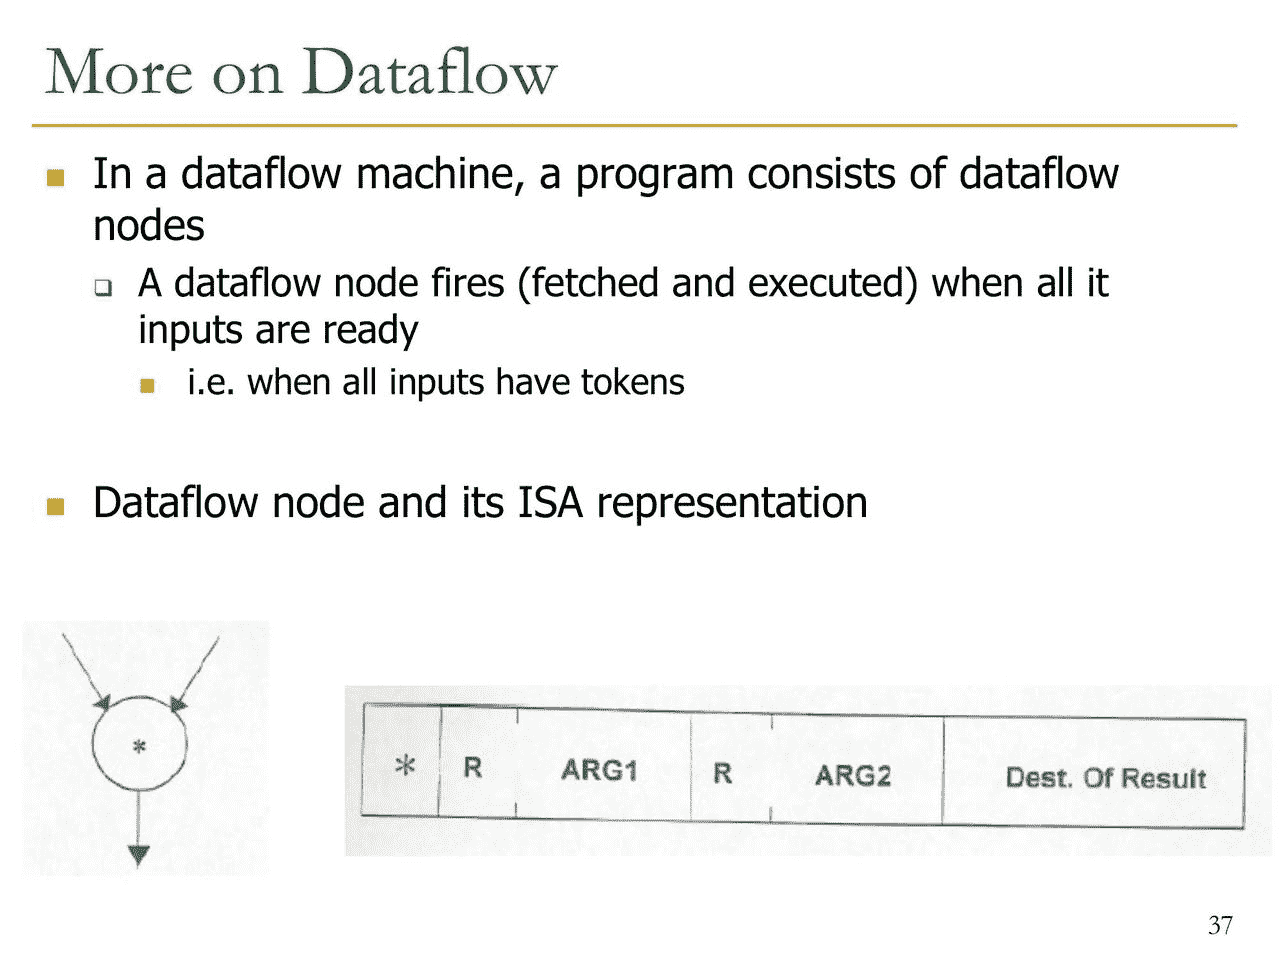 More on Dataflow
In a dataflow machine, a program consists of dataflow
nodes
A dataflow node fires (fetched and executed) when all it
inputs are ready
i.e. when all inputs have tokens
Dataflow node and its ISA representation
*
* R ARG1 R ARG2 Dest. Of Result
37